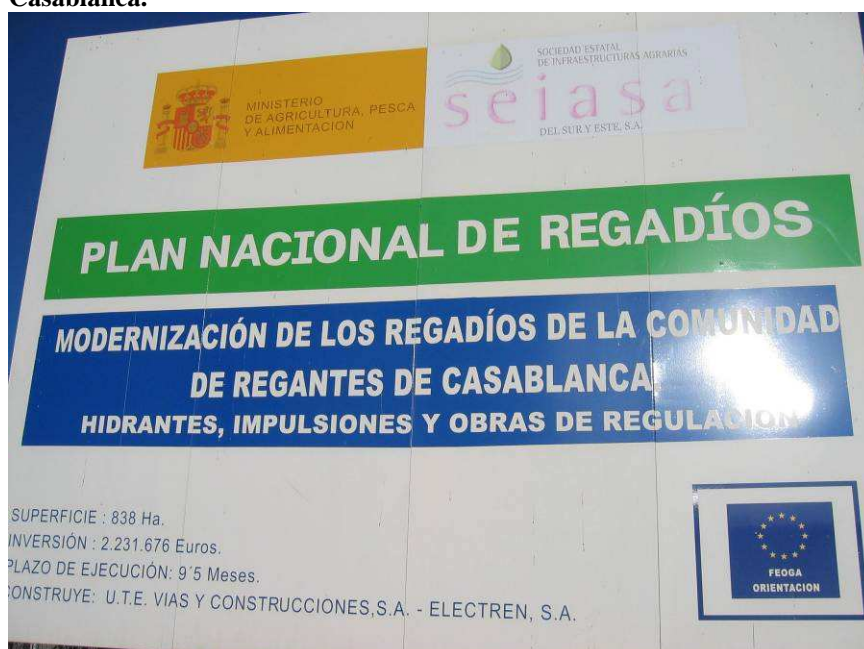 Casablanca.
MINISTERIO
DE AGRICULTURA, PESCA
Y ALIMENTACION
SOCIEDAD ESTATAL
DE INFRAESTRUCTURAS AGRARIAS
seiasa
DEL SUR Y ESTE, S.A.
PLAN NACIONAL DE REGADÍOS
MODERNIZACIÓN DE LOS REGADÍOS DE LA COMUNIDAD
DE REGANTES DE CASABLANCA,
HIDRANTES, IMPULSIONES Y OBRAS DE REGULACIÓN
SUPERFICIE : 838 Ha.
INVERSIÓN : 2.231.676 Euros.
PLAZO DE EJECUCIÓN: 9´5 Meses.
CONSTRUYE: U.T.E. VIAS Y CONSTRUCCIONES,S.A. - ELECTREN, S.A.
FEOGA
ORIENTACION